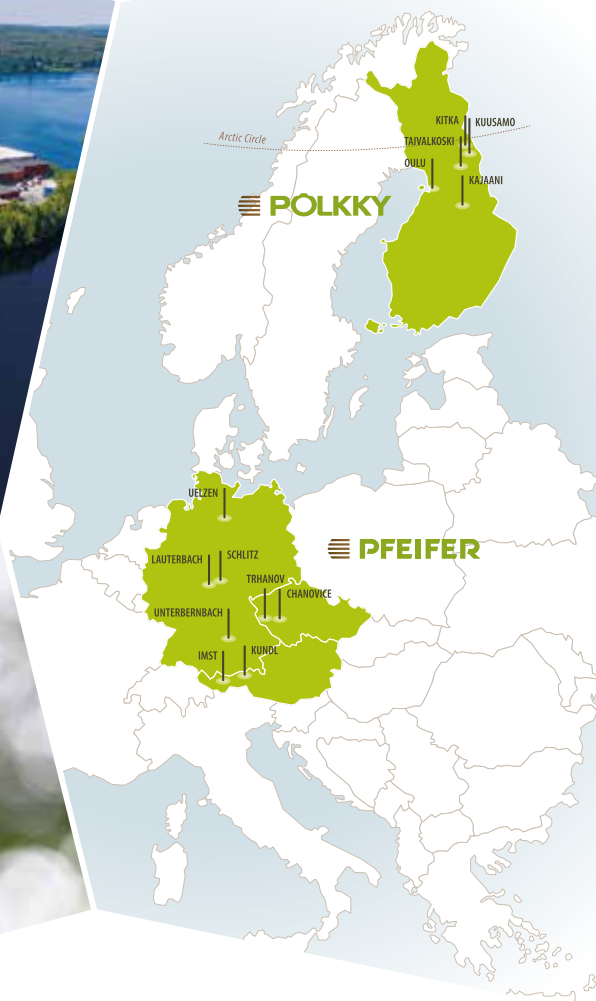 KITKA
KUUSAMO
Arctic Circle
TAIVALKOSKI
OULU
KAJAANI
PÖLKKY
UELZEN
PFEIFER
LAUTERBACH
SCHLITZ
TRHANOV
CHANOVICE
UNTERBERNBACH
IMST
KUNDL